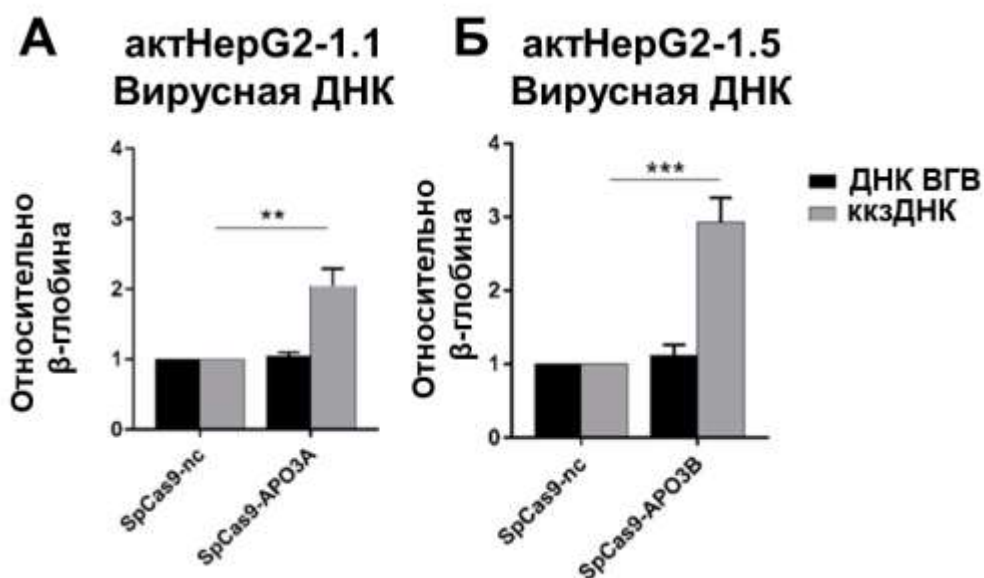 А
актHepG2-1.1
Вирусная ДНК
Относительно
β-глобина
4
3
2
1
0
**
SpCas9-nc
SpCas9-APO3A
Б
актHepG2-1.5
Вирусная ДНК
Относительно
β-глобина
4
3
2
1
0
***
SpCas9-nc
SpCas9-APO3B
ДНК ВГВ
ккзДНК